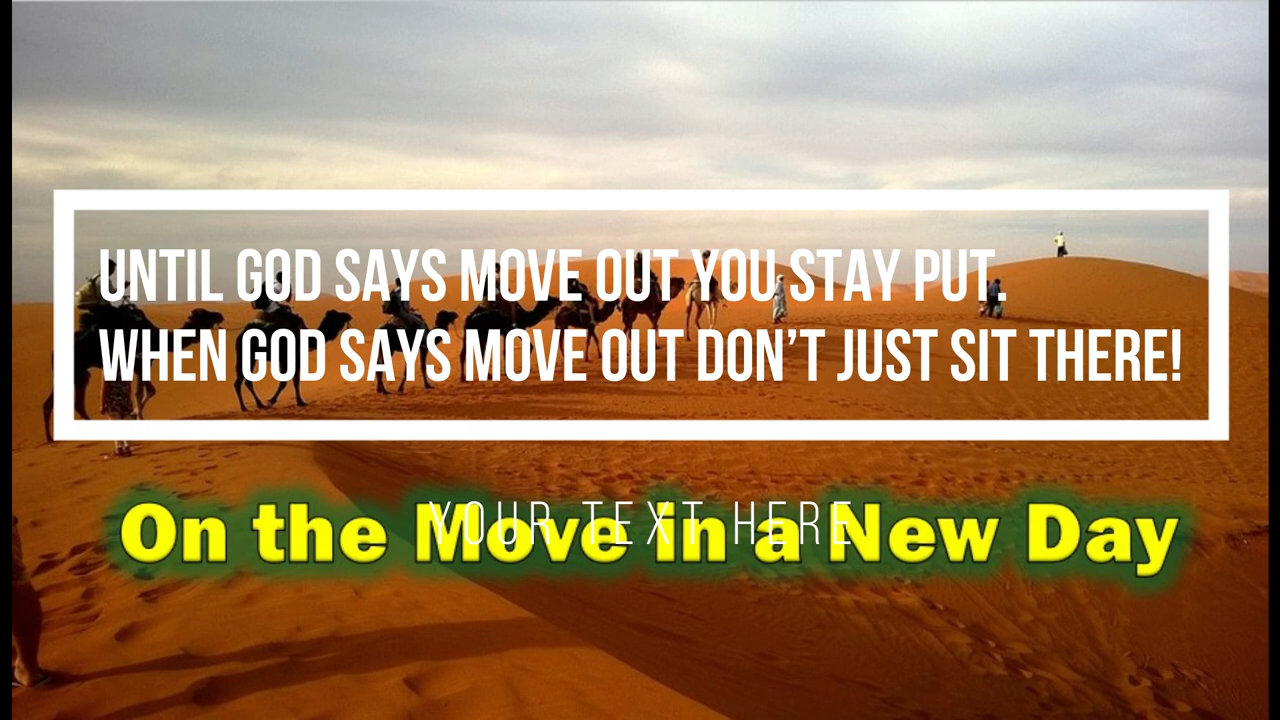 UNTIL GOD SAYS MOVE OUT YOU STAY PUT.
WHEN GOD SAYS MOVE OUT DON’T JUST SIT THERE!
YOUR TEXT HERE
On the Move in a New Day